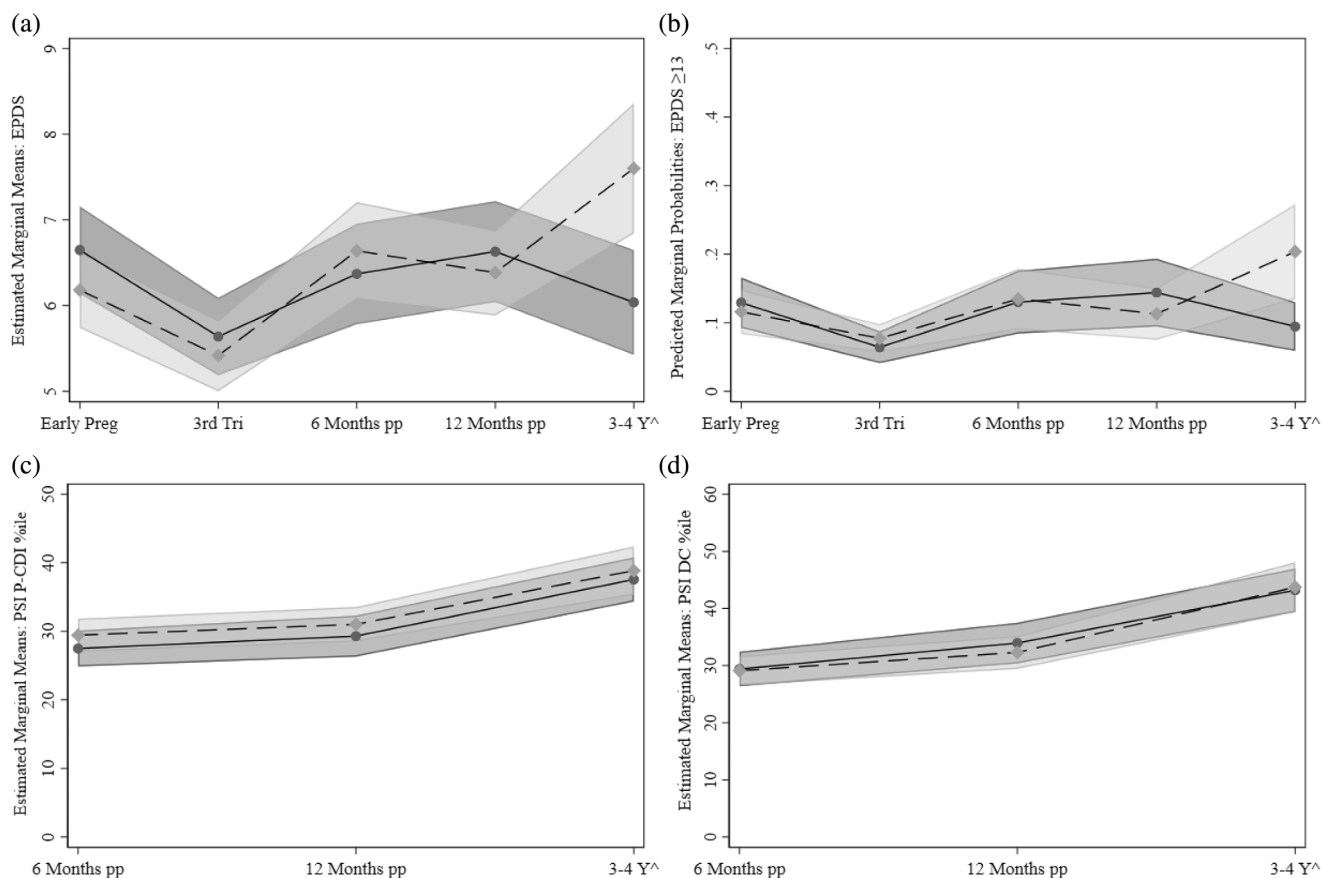 (a)
Estimated Marginal Means: EPDS
9
8
7
6
5
Early Preg
3rd Tri
6 Months pp
12 Months pp
3-4 Y^
(b)
Predicted Marginal Probabilities: EPDS ≥13
.5
.4
.3
.2
.1
0
Early Preg
3rd Tri
6 Months pp
12 Months pp
3-4 Y^
(c)
Estimated Marginal Means: PSI P-CDI %ile
50
40
30
20
10
0
6 Months pp
12 Months pp
3-4 Y^
(d)
Estimated Marginal Means: PSI DC %ile
60
50
40
30
20
10
0
6 Months pp
12 Months pp
3-4 Y^